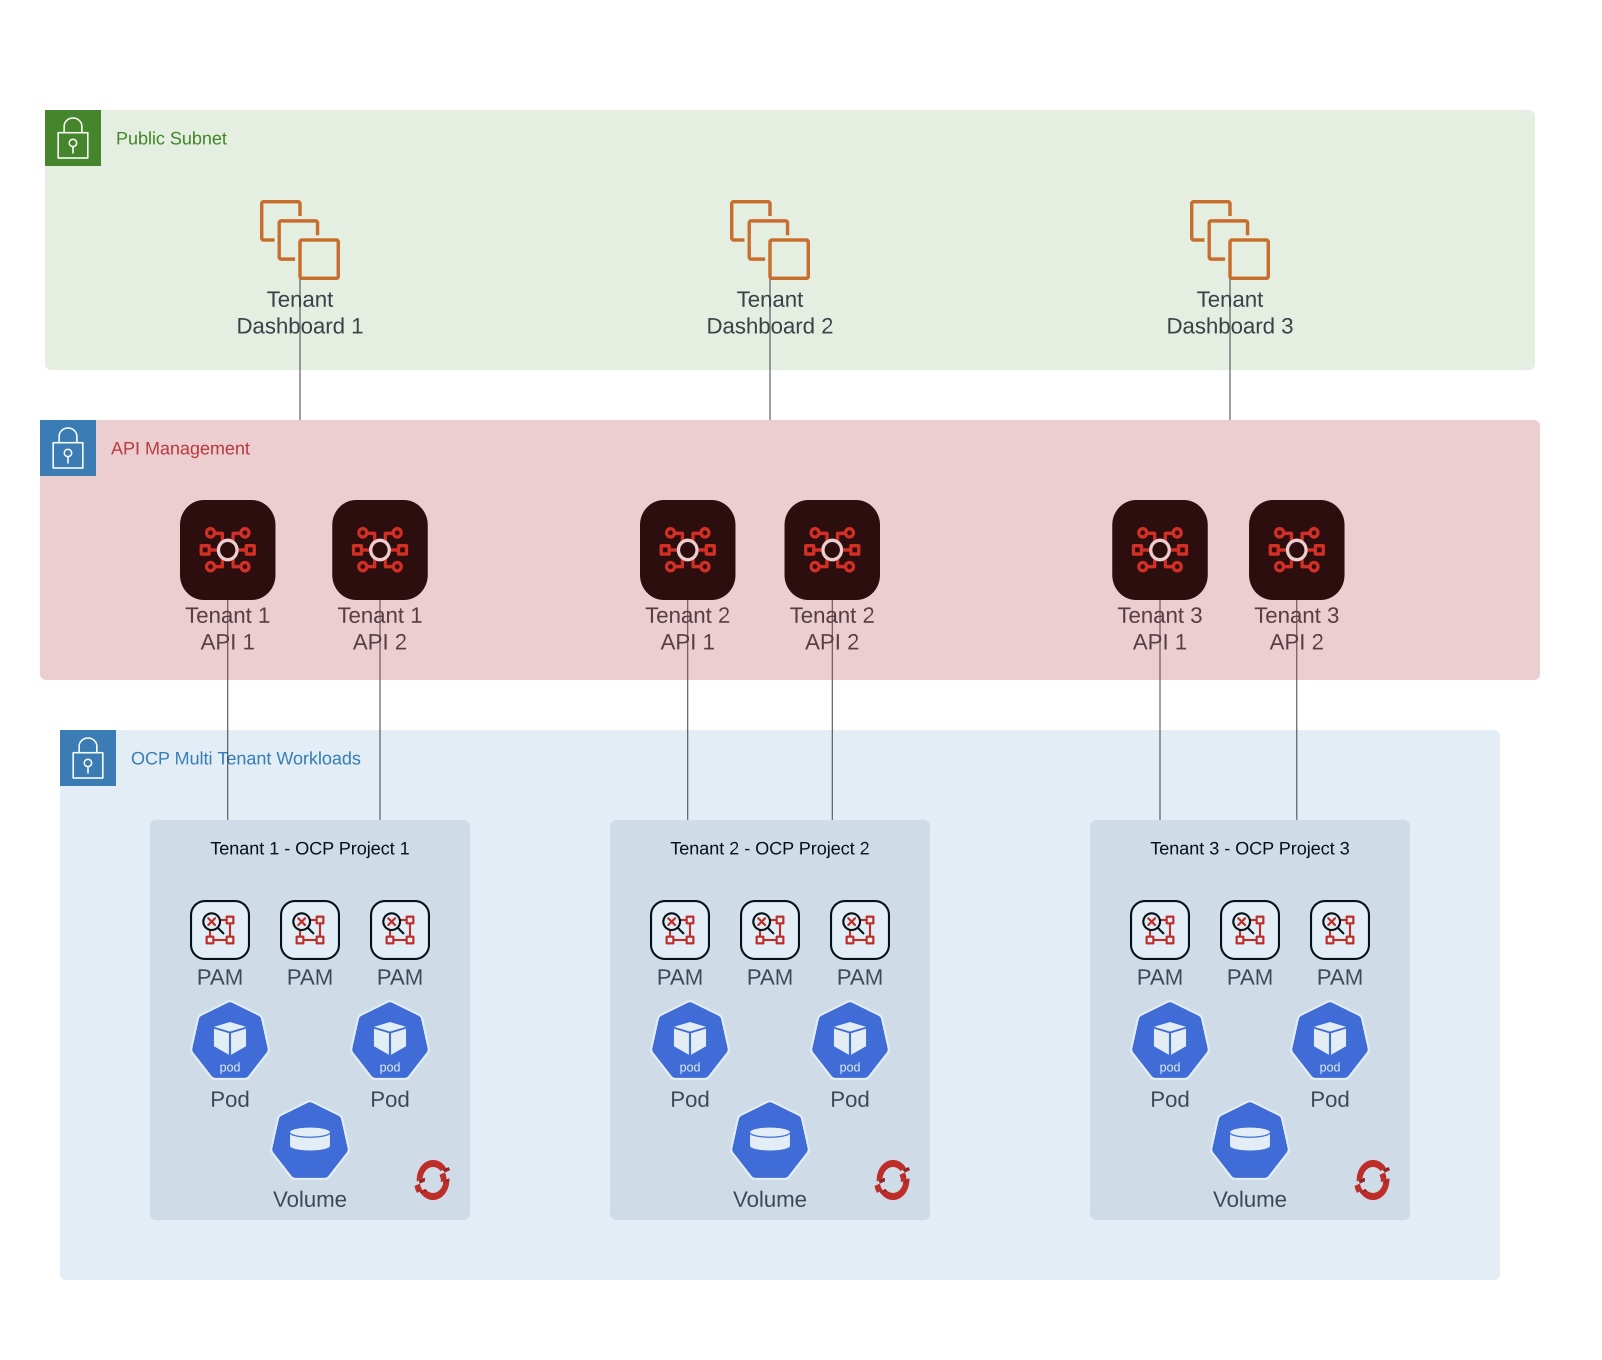 Public Subnet
Tenant
Dashboard 1
Tenant
Dashboard 2
Tenant
Dashboard 3
API Management
Tenant 1
API 1
Tenant 1
API 2
Tenant 2
API 1
Tenant 2
API 2
Tenant 3
API 1
Tenant 3
API 2
OCP Multi Tenant Workloads
Tenant 1 - OCP Project 1
PAM
PAM
PAM
pod
pod
Pod
Pod
Volume
Tenant 2 - OCP Project 2
PAM
PAM
PAM
pod
pod
Pod
Pod
Volume
Tenant 3 - OCP Project 3
PAM
PAM
PAM
pod
pod
Pod
Pod
Volume